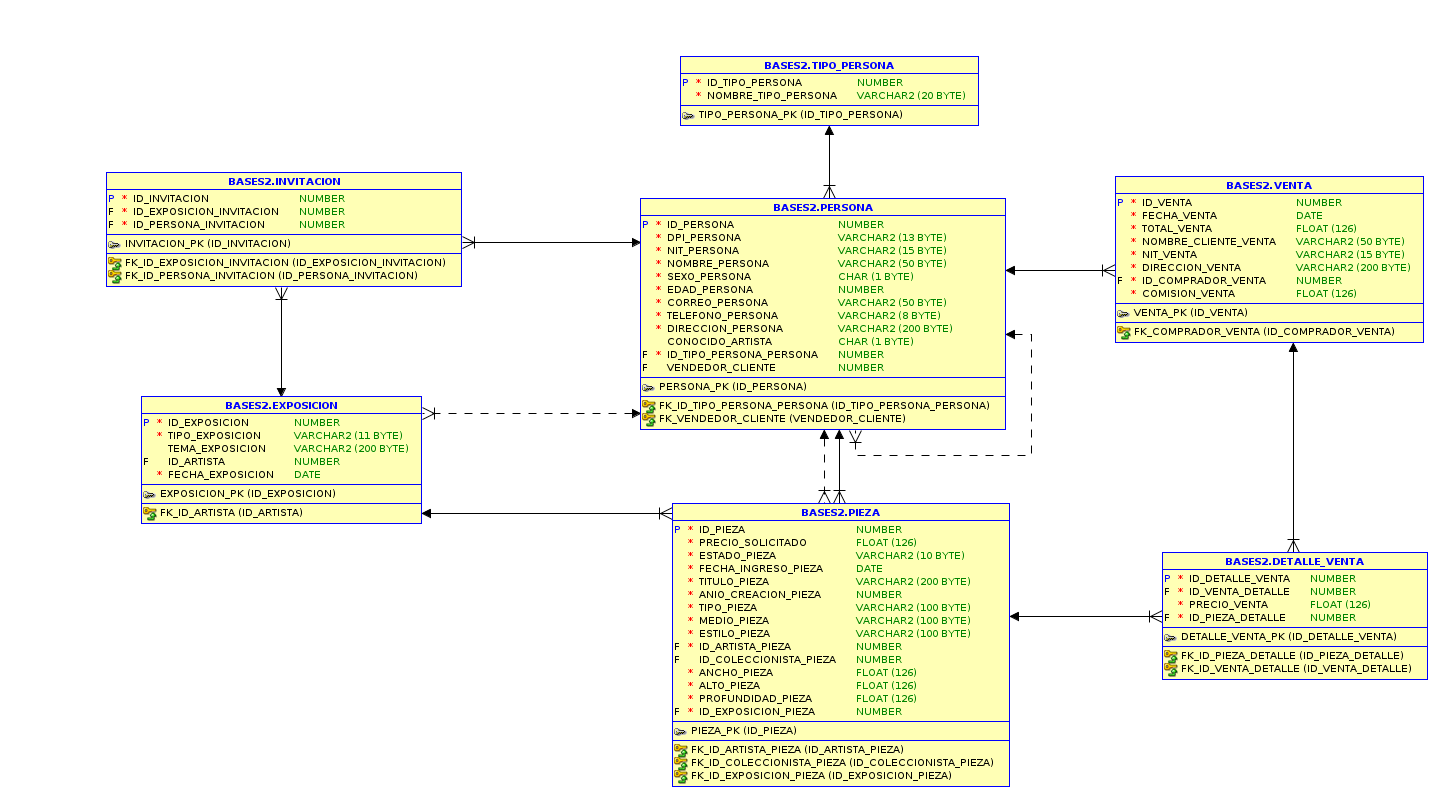 BASES2.TIPO_PERSONA
P * ID_TIPO_PERSONA NUMBER
* NOMBRE_TIPO_PERSONA VARCHAR2 (20 BYTE)
TIPO_PERSONA_PK (ID_TIPO_PERSONA)
BASES2.INVITACION
P * ID_INVITACION NUMBER
F * ID_EXPOSICION_INVITACION NUMBER
F * ID_PERSONA_INVITACION NUMBER
INVITACION_PK (ID_INVITACION)
FK_ID_EXPOSICION_INVITACION (ID_EXPOSICION_INVITACION)
FK_ID_PERSONA_INVITACION (ID_PERSONA_INVITACION)
BASES2.PERSONA
P * ID_PERSONA NUMBER
* DPI_PERSONA VARCHAR2 (13 BYTE)
* NIT_PERSONA VARCHAR2 (15 BYTE)
* NOMBRE_PERSONA VARCHAR2 (50 BYTE)
* SEXO_PERSONA CHAR (1 BYTE)
* EDAD_PERSONA NUMBER
* CORREO_PERSONA VARCHAR2 (50 BYTE)
* TELEFONO_PERSONA VARCHAR2 (8 BYTE)
* DIRECCION_PERSONA VARCHAR2 (200 BYTE)
CONOCIDO_ARTISTA CHAR (1 BYTE)
F * ID_TIPO_PERSONA_PERSONA NUMBER
F VENDEDOR_CLIENTE NUMBER
PERSONA_PK (ID_PERSONA)
FK_ID_TIPO_PERSONA_PERSONA (ID_TIPO_PERSONA_PERSONA)
FK_VENDEDOR_CLIENTE (VENDEDOR_CLIENTE)
BASES2.VENTA
P * ID_VENTA NUMBER
* FECHA_VENTA DATE
* TOTAL_VENTA FLOAT (126)
* NOMBRE_CLIENTE_VENTA VARCHAR2 (50 BYTE)
* NIT_VENTA VARCHAR2 (15 BYTE)
* DIRECCION_VENTA VARCHAR2 (200 BYTE)
F * ID_COMPRADOR_VENTA NUMBER
* COMISION_VENTA FLOAT (126)
VENTA_PK (ID_VENTA)
FK_COMPRADOR_VENTA (ID_COMPRADOR_VENTA)
BASES2.EXPOSICION
P * ID_EXPOSICION NUMBER
* TIPO_EXPOSICION VARCHAR2 (11 BYTE)
TEMA_EXPOSICION VARCHAR2 (200 BYTE)
F ID_ARTISTA NUMBER
* FECHA_EXPOSICION DATE
EXPOSICION_PK (ID_EXPOSICION)
FK_ID_ARTISTA (ID_ARTISTA)
BASES2.PIEZA
P * ID_PIEZA NUMBER
* PRECIO_SOLICITADO FLOAT (126)
* ESTADO_PIEZA VARCHAR2 (10 BYTE)
* FECHA_INGRESO_PIEZA DATE
* TITULO_PIEZA VARCHAR2 (200 BYTE)
* ANIO_CREACION_PIEZA NUMBER
* TIPO_PIEZA VARCHAR2 (100 BYTE)
* MEDIO_PIEZA VARCHAR2 (100 BYTE)
* ESTILO_PIEZA VARCHAR2 (100 BYTE)
F * ID_ARTISTA_PIEZA NUMBER
F ID_COLECCIONISTA_PIEZA NUMBER
* ANCHO_PIEZA FLOAT (126)
* ALTO_PIEZA FLOAT (126)
* PROFUNDIDAD_PIEZA FLOAT (126)
F * ID_EXPOSICION_PIEZA NUMBER
PIEZA_PK (ID_PIEZA)
FK_ID_ARTISTA_PIEZA (ID_ARTISTA_PIEZA)
FK_ID_COLECCIONISTA_PIEZA (ID_COLECCIONISTA_PIEZA)
FK_ID_EXPOSICION_PIEZA (ID_EXPOSICION_PIEZA)
BASES2.DETALLE_VENTA
P * ID_DETALLE_VENTA NUMBER
F * ID_VENTA_DETALLE NUMBER
* PRECIO_VENTA FLOAT (126)
F * ID_PIEZA_DETALLE NUMBER
DETALLE_VENTA_PK (ID_DETALLE_VENTA)
FK_ID_PIEZA_DETALLE (ID_PIEZA_DETALLE)
FK_ID_VENTA_DETALLE (ID_VENTA_DETALLE)